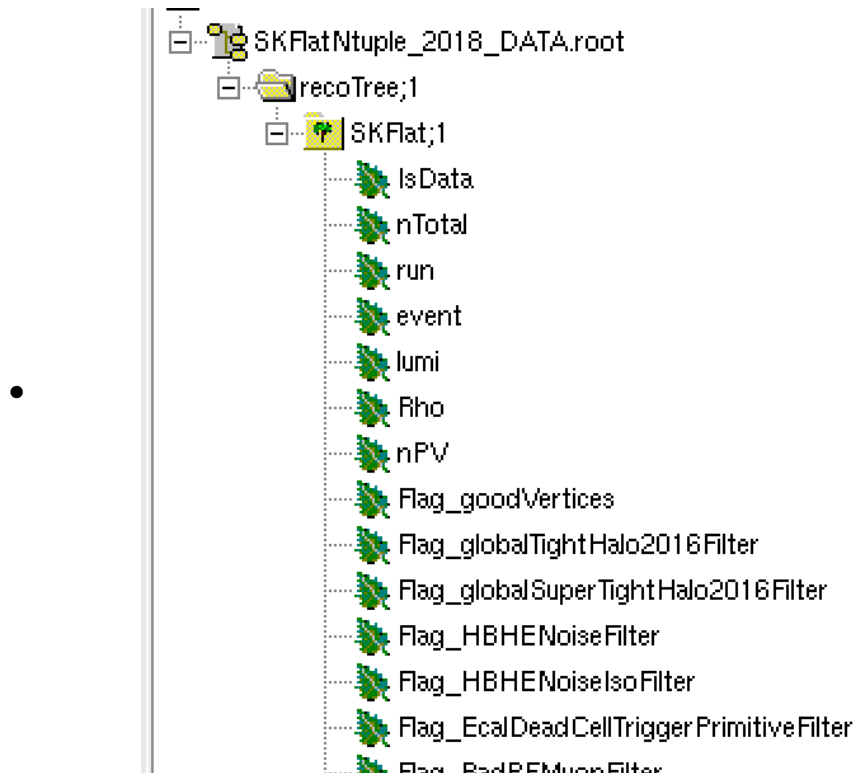 SKFlatNtuple_2018_DATA.root
recoTree;1
SKFlat;1
IsData
nTotal
run
event
lumi
Rho
nPV
Flag_goodVertices
Flag_globalTightHalo2016Filter
Flag_globalSuperTightHalo2016Filter
Flag_HBHENoiseFilter
Flag_HBHENoiseIsoFilter
Flag_EcalDeadCellTriggerPrimitiveFilter